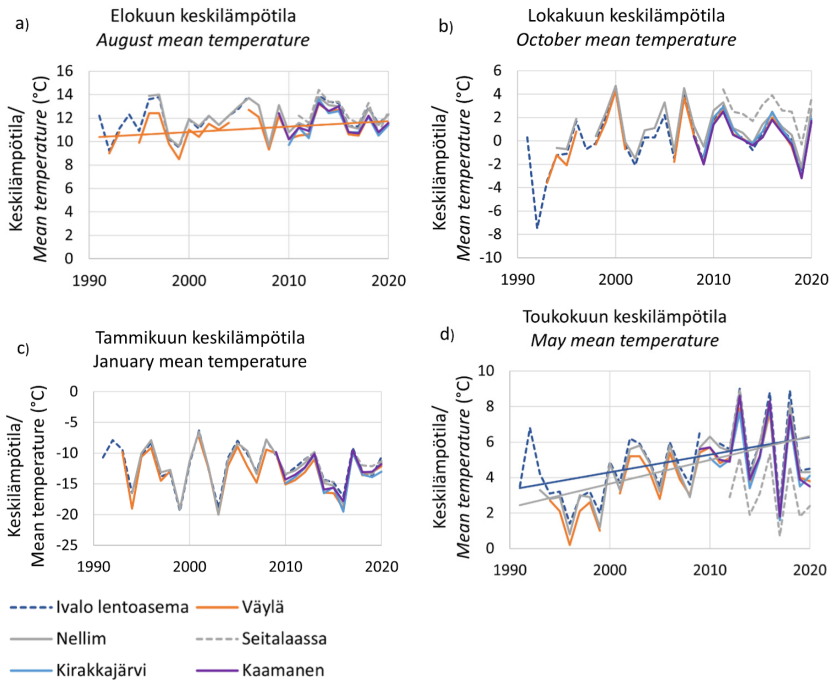 a)
Elokuun keskilämpötila
August mean temperature
Keskilämpötila/
Mean temperature (°C)
16
14
12
10
8
6
4
2
0
1990
2000
2010
2020
b)
Lokakuun keskilämpötila
October mean temperature
Keskilämpötila/
Mean temperature (°C)
6
4
2
0
-2
-4
-6
-8
-10
1990
2000
2010
2020
c)
Tammikuun keskilämpötila
January mean temperature
Keskilämpötila/
Mean temperature (°C)
0
-5
-10
-15
-20
-25
1990
2000
2010
2020
d)
Toukokuun keskilämpötila
May mean temperature
Keskilämpötila/
Mean temperature (°C)
10
8
6
4
2
0
1990
2000
2010
2020
Ivalo lentoasema
Väylä
Nellim
Seitalaassa
Kirakkajärvi
Kaamanen